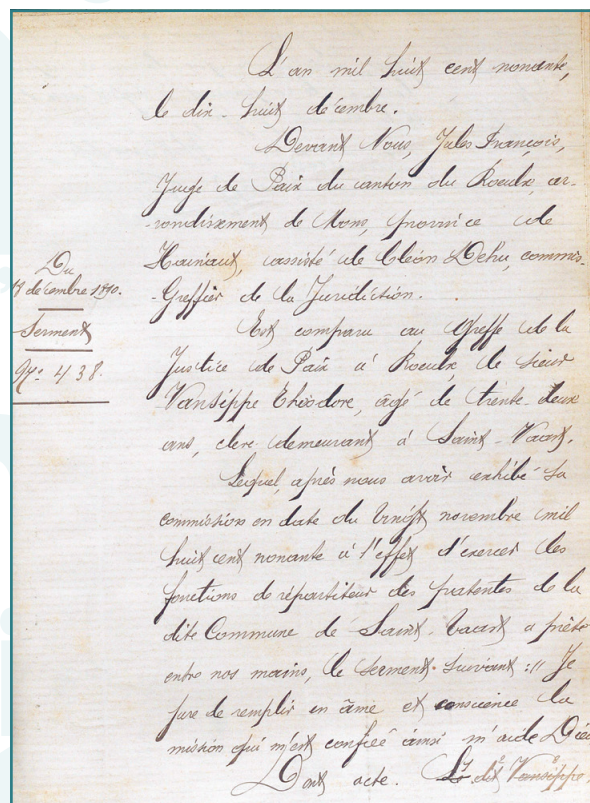 L'an mil huit cent nonante,
le dix-huit décembre.
Devant Nous, Jules François,
Juge de Paix du canton du Roeulx, ar-
-rondissement de Mons, province de
Hainaut, assisté de Cléon Dehu, commis-
-Greffier de la Juridiction.
Du
18 décembre 1890.
Serment
N° 438.
Est comparu au Greffe de la
Justice de Paix à Roeulx le sieur
Vansippe Théodore, âgé de trente-deux
ans, clerc demeurant à Saint-Vaast.
Lequel, après nous avoir exhibé sa
commission en date du vingt novembre mil
huit cent nonante à l'effet d'exercer les
fonctions de répartiteur des patentes de la
dite Commune de Saint-Vaast a prêté
entre nos mains, le serment suivant :" Je
jure de remplir en âme et conscience la
mission qui m'est confiée ainsi m'aide Dieu
Dont acte. Le dit Vansippe